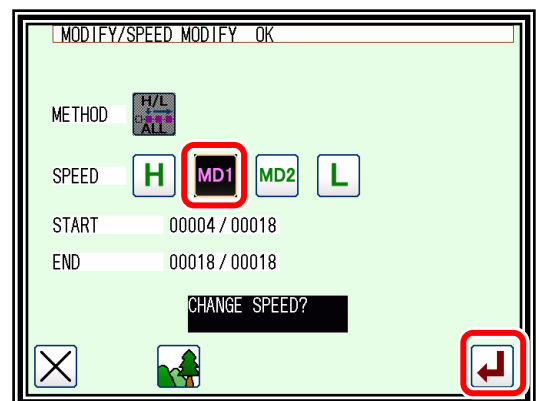 MODIFY/SPEED MODIFY OK
METHOD H/L ALL
SPEED H MD1 MD2 L
START 00004/00018
END 00018/00018
CHANGE SPEED?